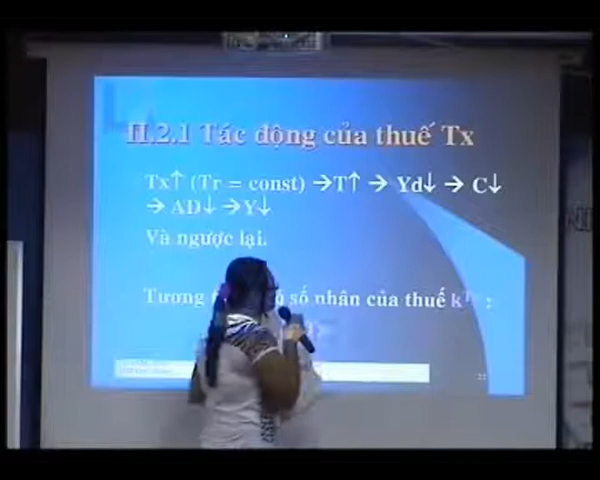 II.2.1 Tác động của thuế Tx
Tx↑ (Tr = const) →T↑ → Yd↓ → C↓
→ AD↓ →Y↓
Và ngược lại.
Tương số nhân của thuế k :